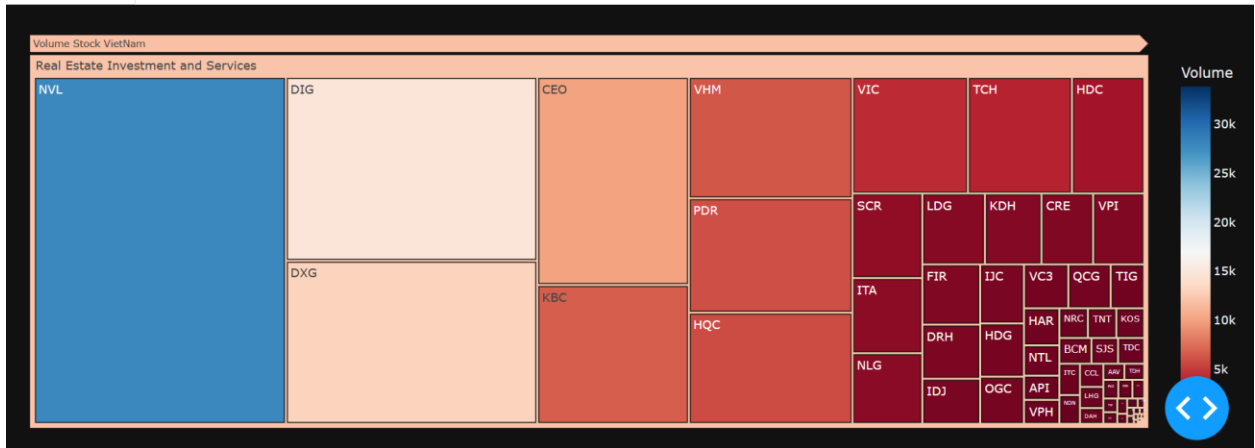 Volume Stock VietNam
Real Estate Investment and Services
NVL
DIG
DXG
CEO
KBC
VHM
PDR
HQC
VIC
TCH
HDC
SCR
ITA
NLG
LDG
KDH
CRE
VPI
FIR
DRH
IDJ
IJC
HDG
OGC
VC3
QCG
TIG
HAR
NTL
API
VPH
NRC
TNT
KOS
BCM
SJS
TDC
ITC
CCL
AAV
TDH
LHG
DAH
Volume
30k
25k
20k
15k
10k
5k